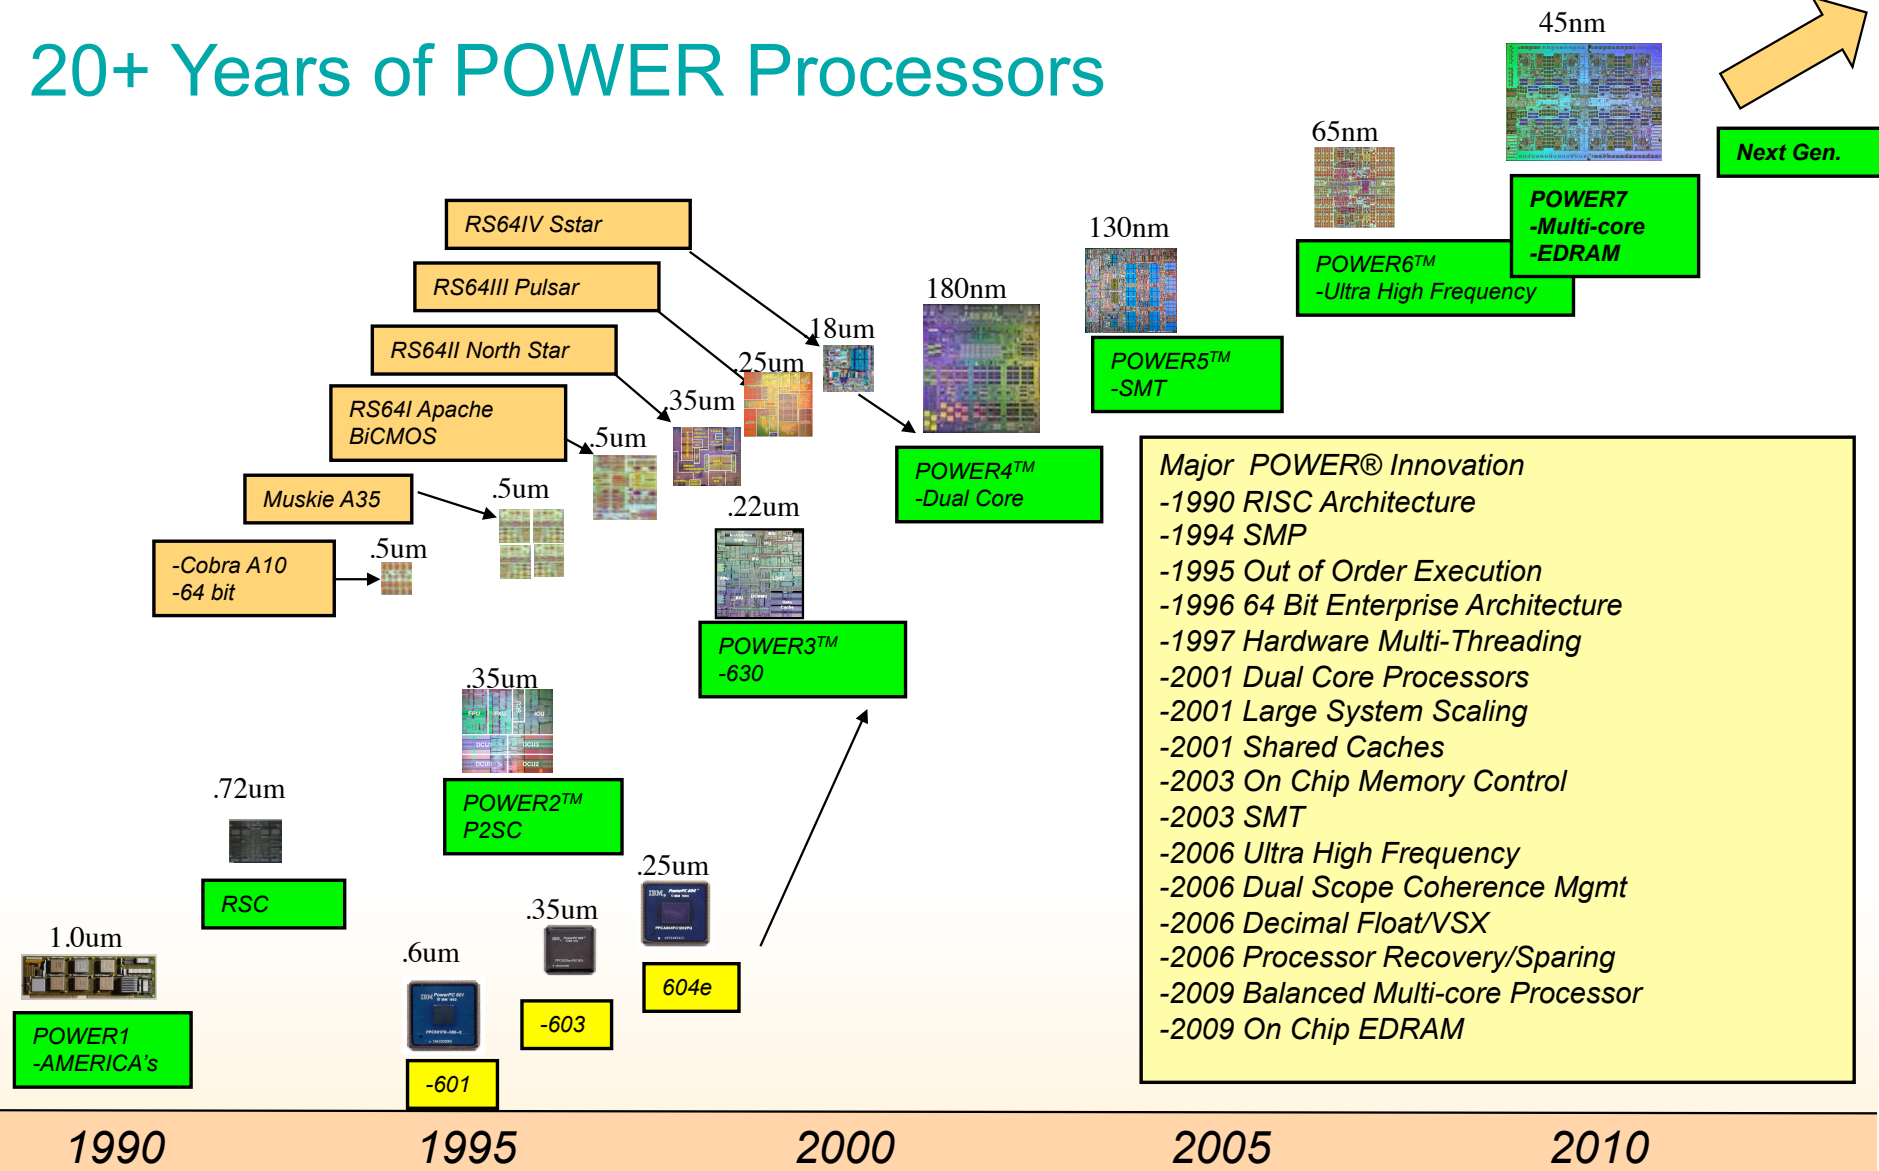 20+ Years of POWER Processors
45nm
65nm
Next Gen.
POWER7
-Multi-core
-EDRAM
RS64IV Sstar
130nm
POWER6TM
-Ultra High Frequency
RS64III Pulsar
180nm
18um
RS64II North Star
.25um
POWER5TM
-SMT
RS64I Apache
BiCMOS
.35um
.5um
POWER4TM
-Dual Core
Muskie A35
.5um
.22um
-Cobra A10
-64 bit
.5um
POWER3TM
-630
.35um
FPU
FXU
ICU
POWER2TM
P2SC
.72um
RSC
.25um
.35um
604e
1.0um
.6um
IBM PowerPC 601
-603
POWER1
-AMERICA's
-601
Major POWER® Innovation
-1990 RISC Architecture
-1994 SMP
-1995 Out of Order Execution
-1996 64 Bit Enterprise Architecture
-1997 Hardware Multi-Threading
-2001 Dual Core Processors
-2001 Large System Scaling
-2001 Shared Caches
-2003 On Chip Memory Control
-2003 SMT
-2006 Ultra High Frequency
-2006 Dual Scope Coherence Mgmt
-2006 Decimal Float/VSX
-2006 Processor Recovery/Sparing
-2009 Balanced Multi-core Processor
-2009 On Chip EDRAM
1990 1995 2000 2005 2010